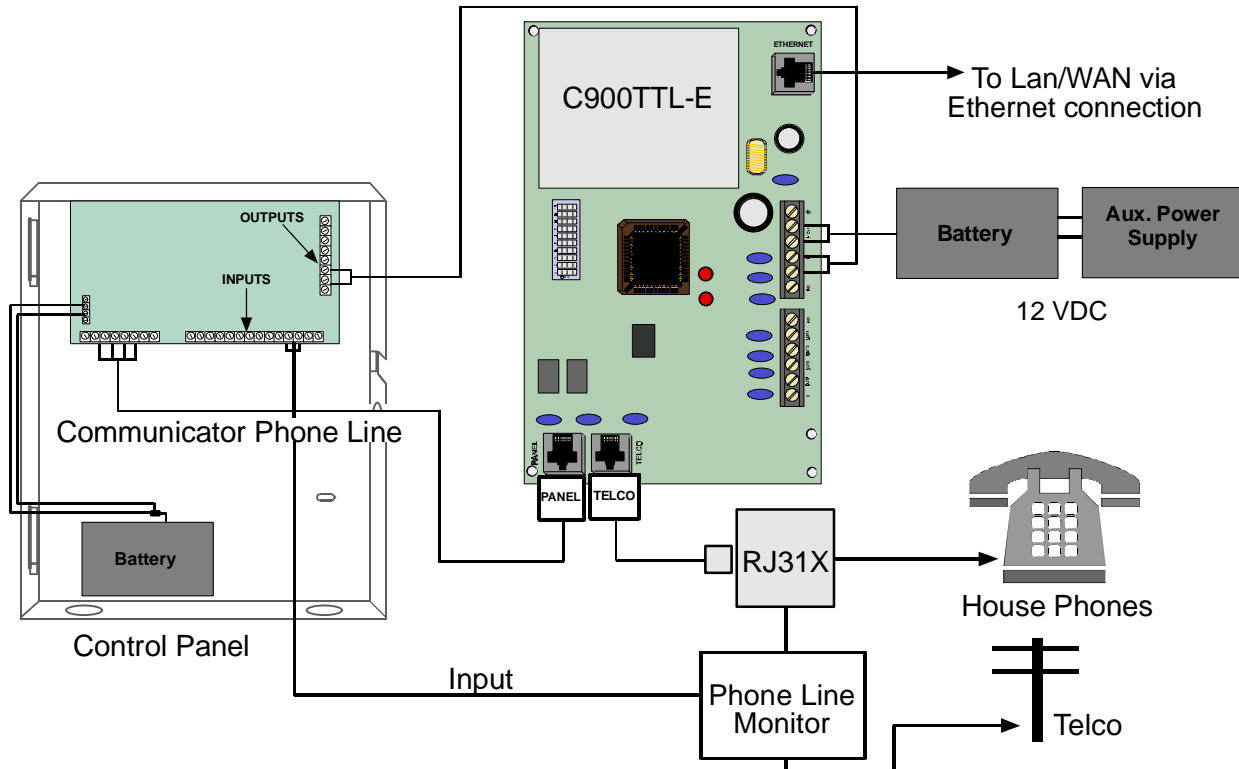 ETHERNET
C900TTL-E
To Lan/WAN via
Ethernet connection
OUTPUTS
INPUTS
Battery
Aux. Power
Supply
12 VDC
Communicator Phone Line
PANEL
TELCO
PANEL
TELCO
Battery
RJ31X
House Phones
Control Panel
Input
Phone Line
Monitor
Telco